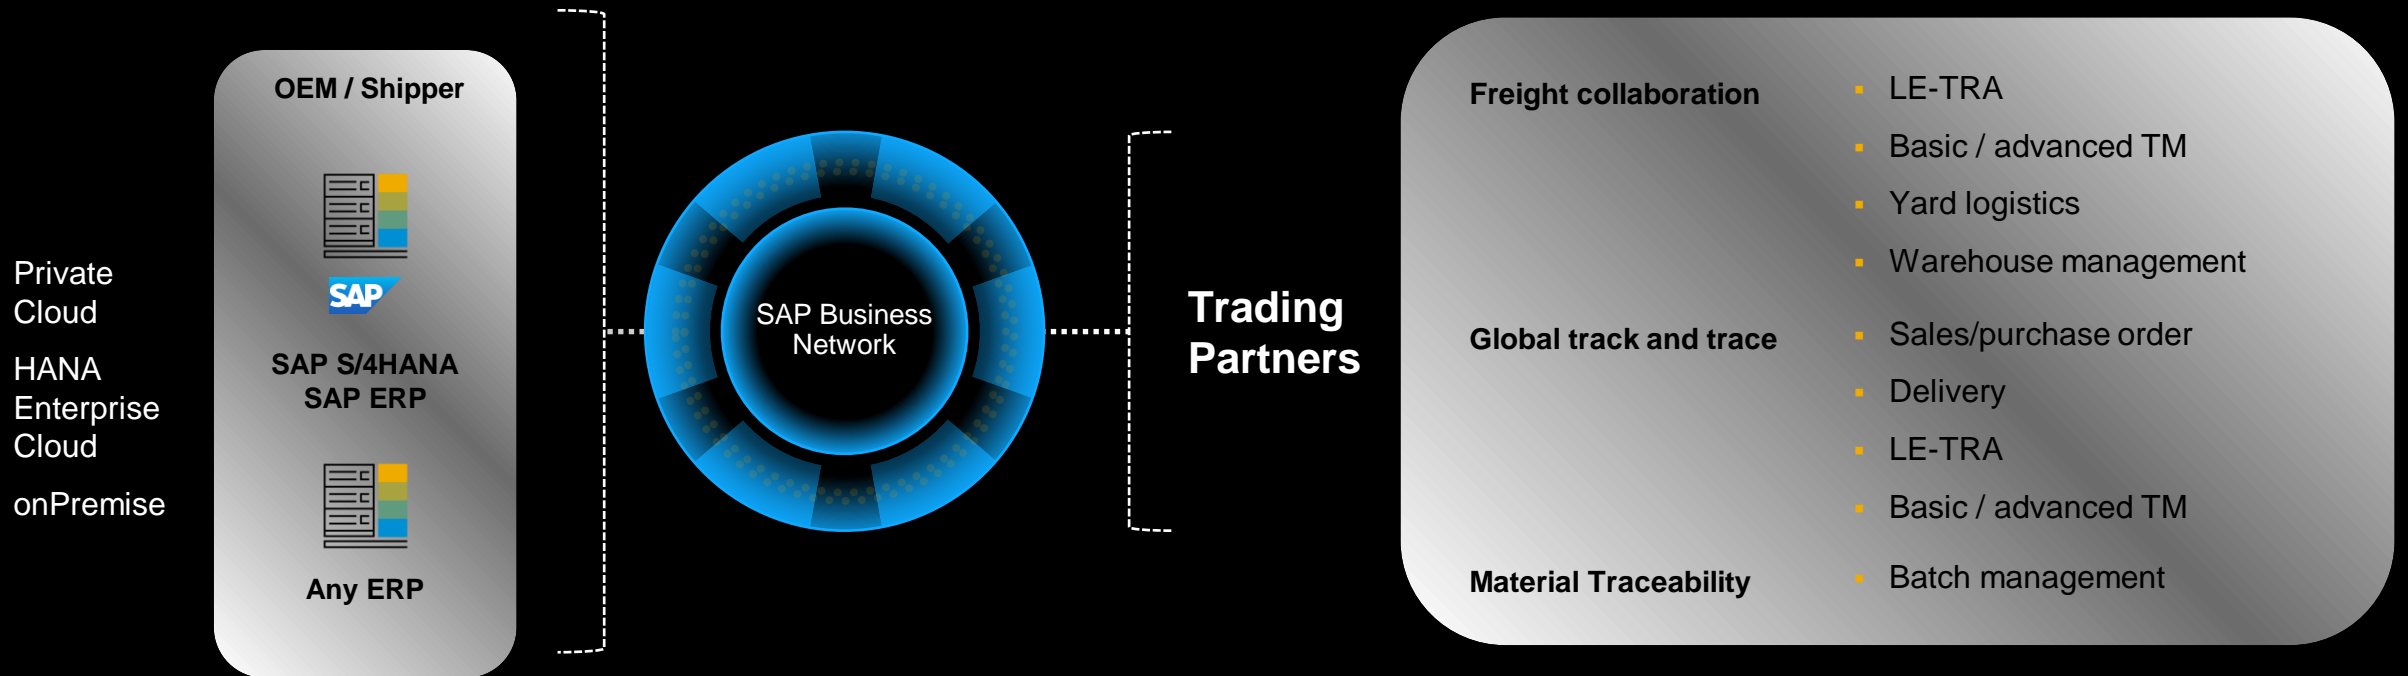 Private
Cloud
HANA
Enterprise
Cloud
onPremise
OEM / Shipper
SAP
SAP S/4HANA
SAP ERP
Any ERP
SAP Business
Network
Trading
Partners
Freight collaboration
▪ LE-TRA
▪ Basic / advanced TM
▪ Yard logistics
▪ Warehouse management
Global track and trace
▪ Sales/purchase order
▪ Delivery
▪ LE-TRA
▪ Basic / advanced TM
Material Traceability
▪ Batch management